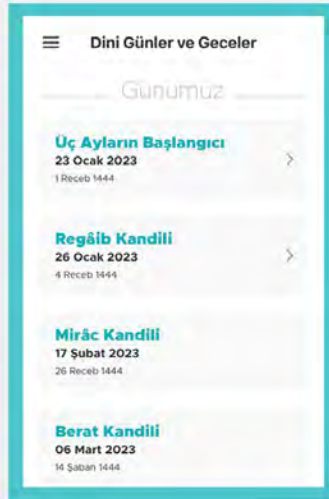 Dini Günler ve Geceler
Günümüz
Üç Ayların Başlangıcı
23 Ocak 2023
1 Receb 1444
Regâib Kandili
26 Ocak 2023
4 Receb 1444
Mirâc Kandili
17 Şubat 2023
26 Receb 1444
Berat Kandili
06 Mart 2023
14 Şaban 1444